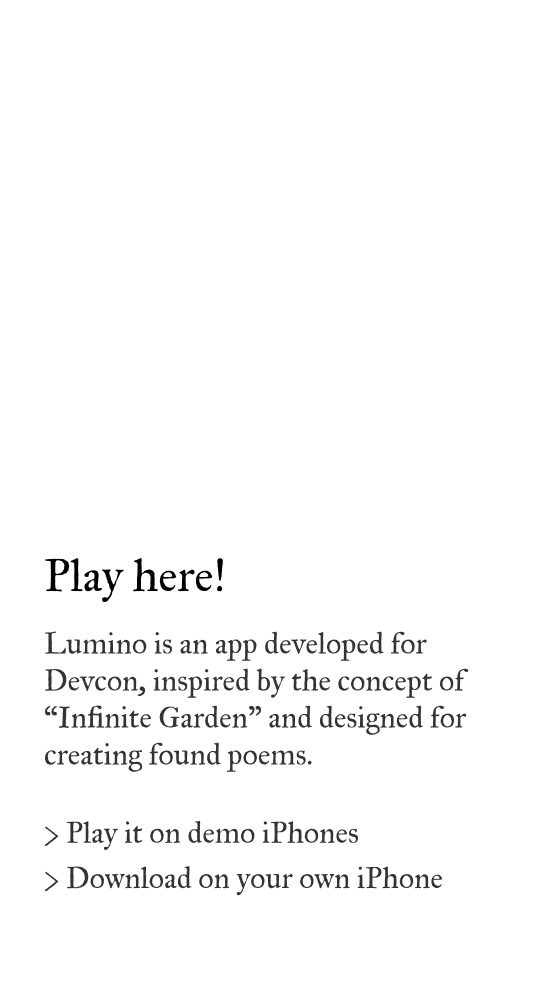 Play here!
Lumino is an app developed for
Devcon, inspired by the concept of
“Infinite Garden” and designed for
creating found poems.
> Play it on demo iPhones
> Download on your own iPhone